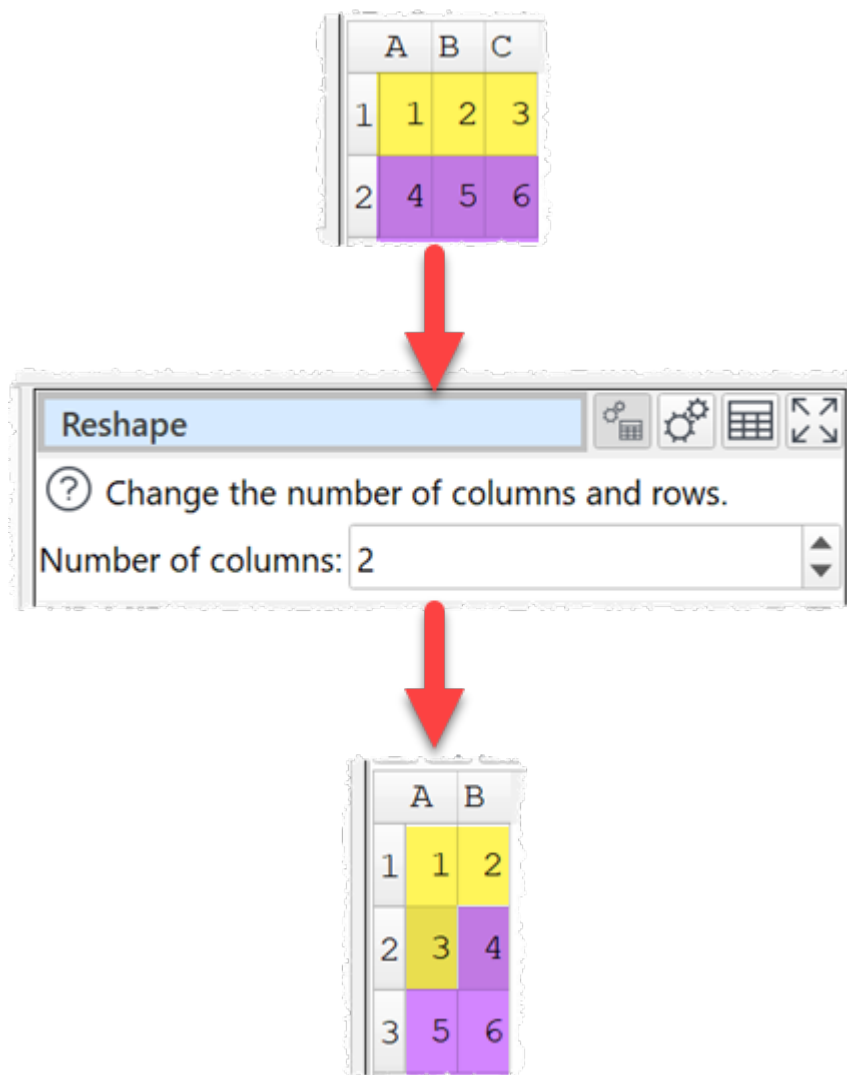 A B C
1 1 2 3
2 4 5 6
Reshape
? Change the number of columns and rows.
Number of columns: 2
A B
1 1 2
2 3 4
3 5 6